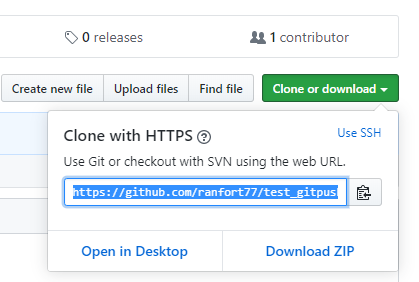 0 releases
1 contributor
Create new file
Upload files
Find file
Clone or download
Clone with HTTPS
Use SSH
Use Git or checkout with SVN using the web URL.
https://github.com/ranfort77/test_gitpus
Open in Desktop
Download ZIP